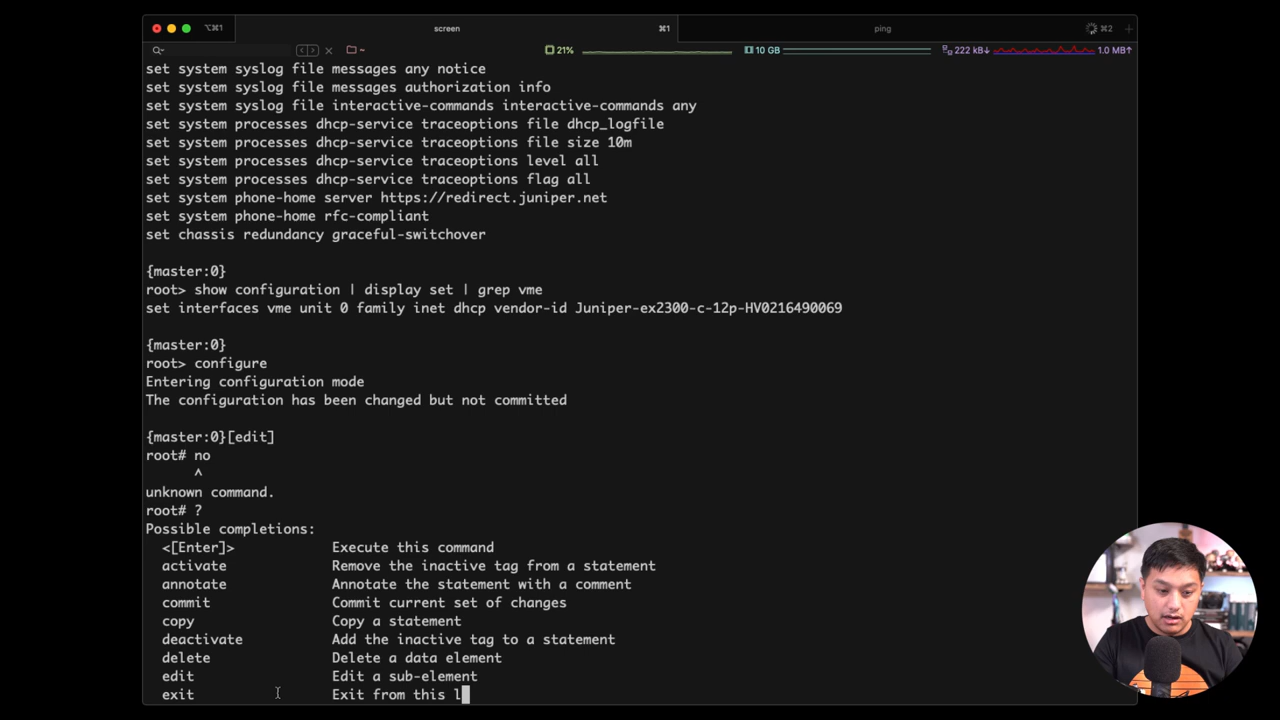 ⌥⌘1
screen
⌘1
ping
⌘2
21%
10 GB
222 kB↓
1.0 MB↑
set system syslog file messages any notice
set system syslog file messages authorization info
set system syslog file interactive-commands interactive-commands any
set system processes dhcp-service traceoptions file dhcp_logfile
set system processes dhcp-service traceoptions file size 10m
set system processes dhcp-service traceoptions level all
set system processes dhcp-service traceoptions flag all
set system phone-home server https://redirect.juniper.net
set system phone-home rfc-compliant
set chassis redundancy graceful-switchover
{master:0}
root> show configuration | display set | grep vme
set interfaces vme unit 0 family inet dhcp vendor-id Juniper-ex2300-c-12p-HV0216490069
{master:0}
root> configure
Entering configuration mode
The configuration has been changed but not committed
{master:0}[edit]
root# no
^
unknown command.
root# ?
Possible completions:
<[Enter]> Execute this command
activate Remove the inactive tag from a statement
annotate Annotate the statement with a comment
commit Commit current set of changes
copy Copy a statement
deactivate Add the inactive tag to a statement
delete Delete a data element
edit Edit a sub-element
exit Exit from this l